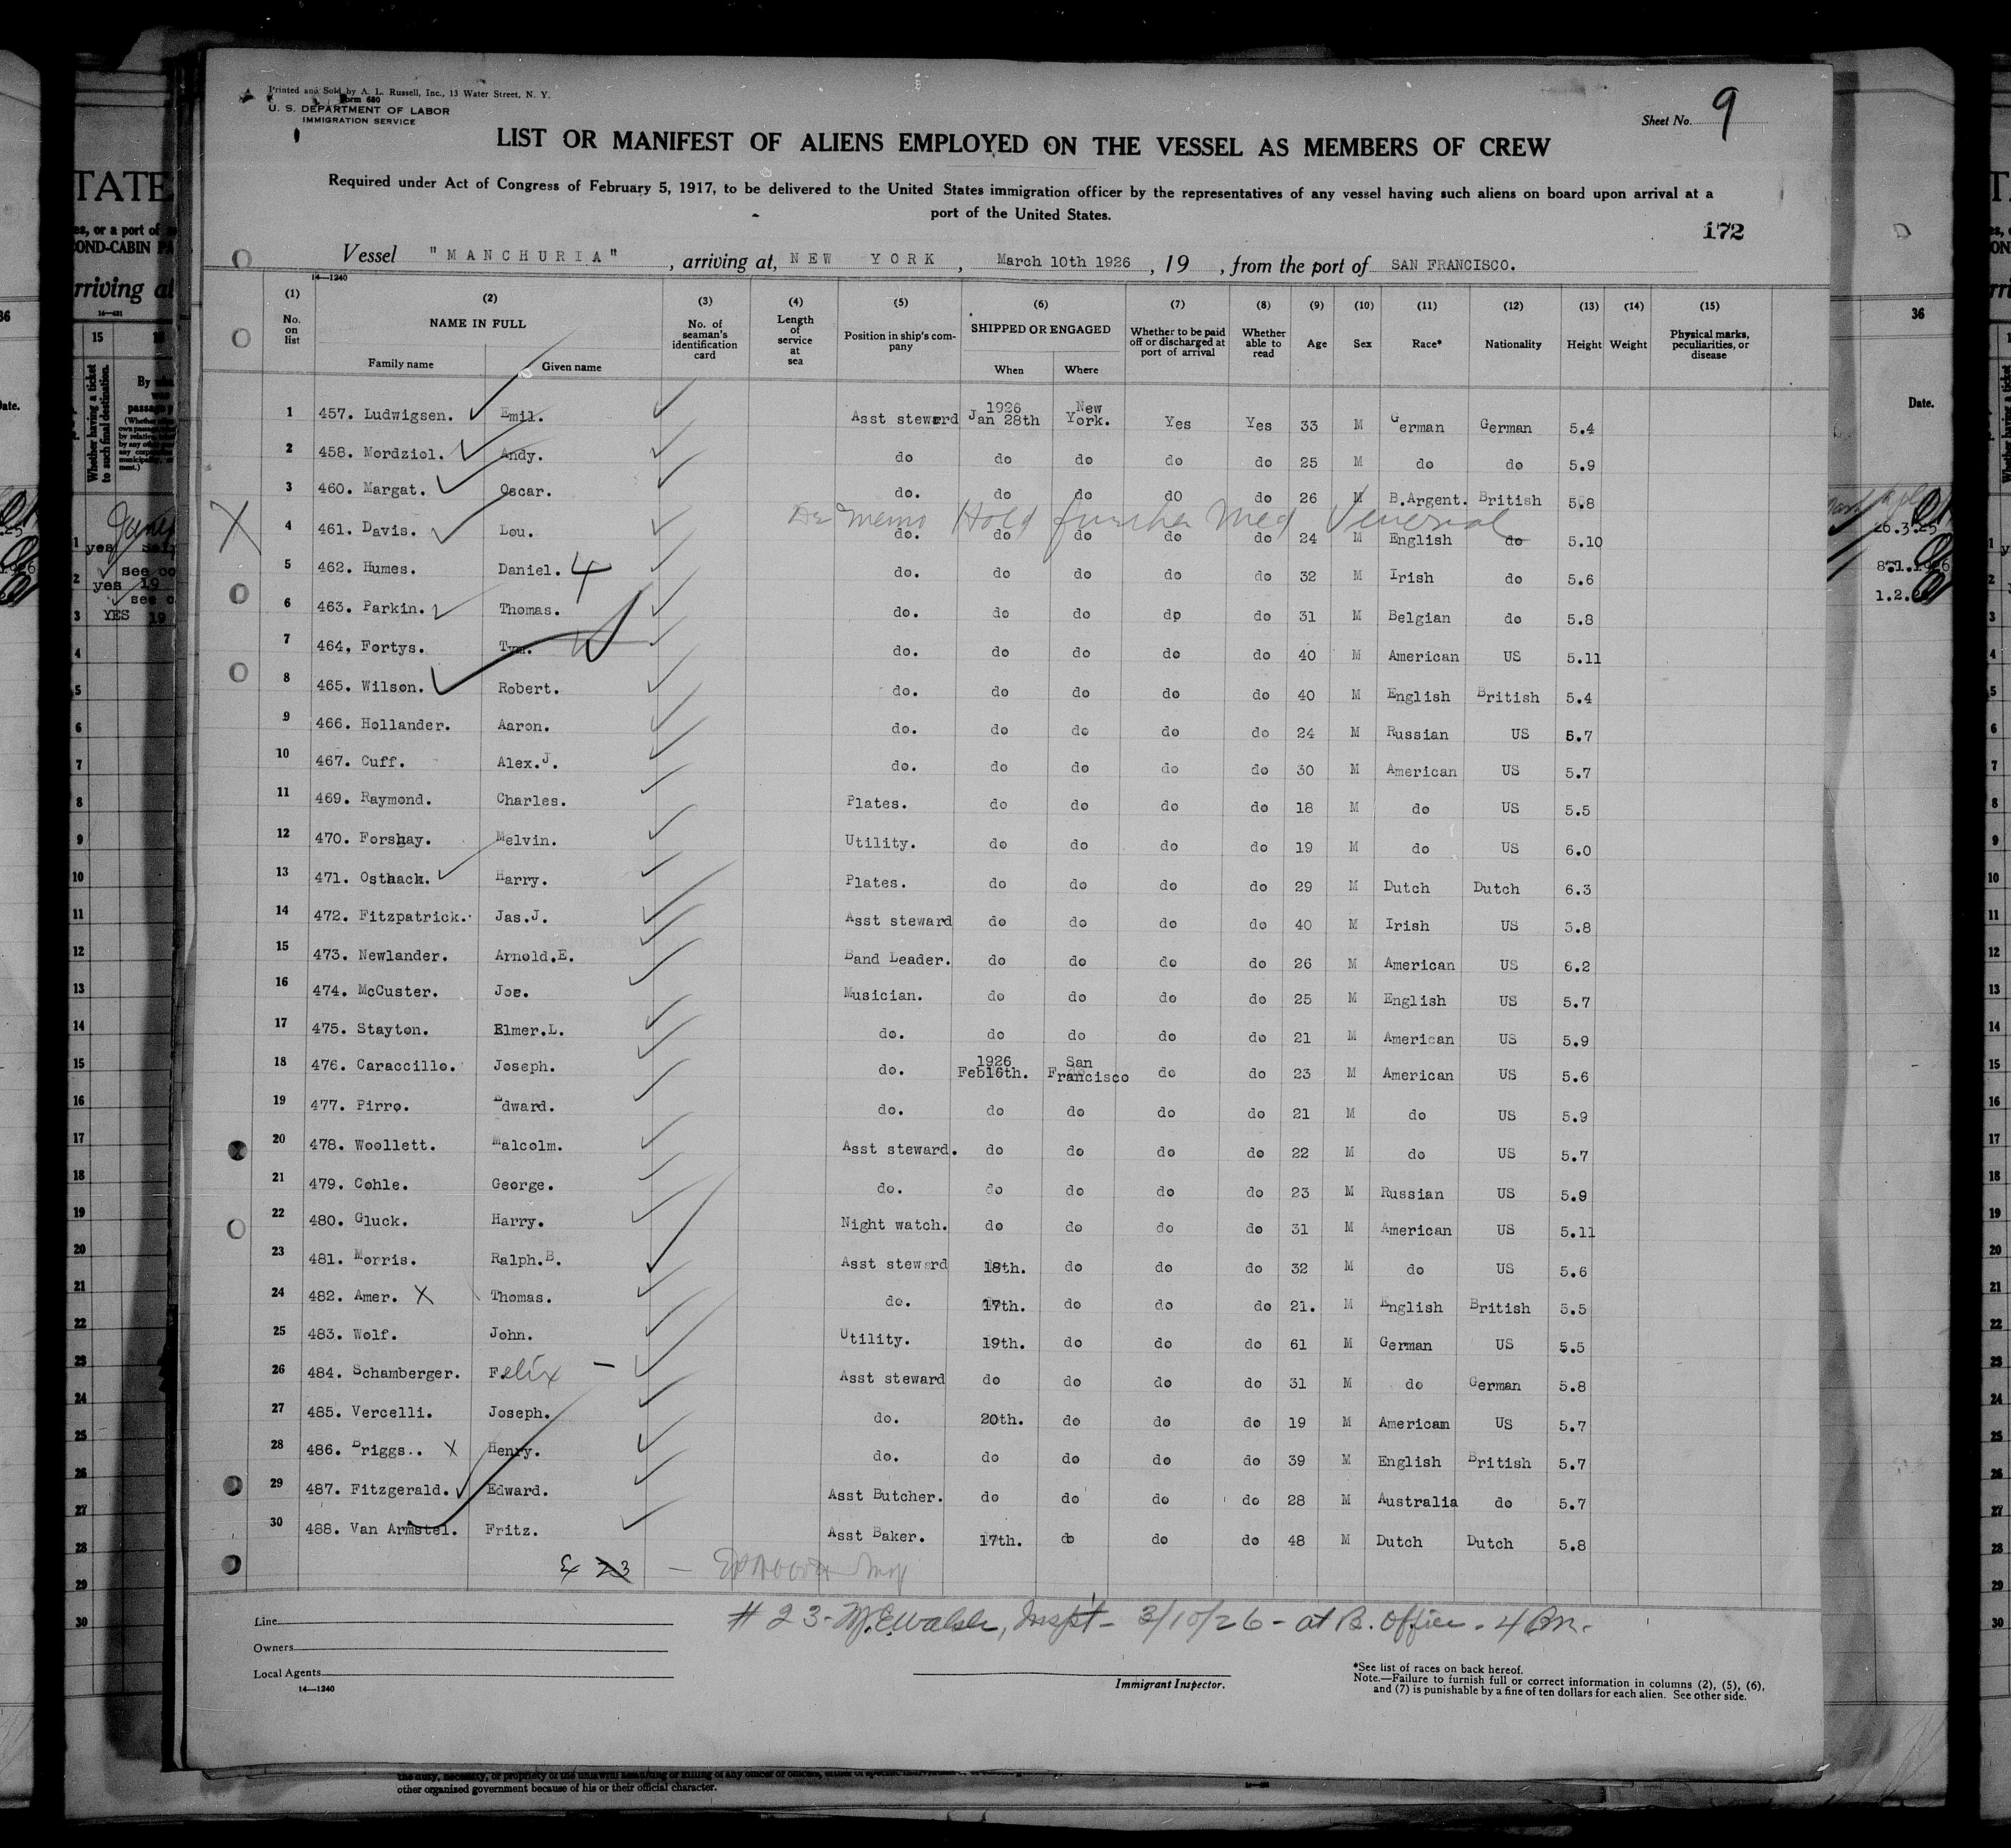 Printed and Sold by A. L. Russell, Inc., 13 Water Street, N. Y.
Form 680
U. S. DEPARTMENT OF LABOR
IMMIGRATION SERVICE
Sheet No. 9
LIST OR MANIFEST OF ALIENS EMPLOYED ON THE VESSEL AS MEMBERS OF CREW
Required under Act of Congress of February 5, 1917, to be delivered to the United States immigration officer by the representatives of any vessel having such aliens on board upon arrival at a
port of the United States.
172
Vessel "MANCHURIA", arriving at, NEW YORK, March 10th 1926, 19 , from the port of SAN FRANCISCO.
14—1240
(1) (2) (3) (4) (5) (6) (7) (8) (9) (10) (11) (12) (13) (14) (15)
No. on list NAME IN FULL No. of seaman's identification card Length of service at sea Position in ship's company SHIPPED OR ENGAGED Whether to be paid off or discharged at port of arrival Whether able to read Age Sex Race* Nationality Height Weight Physical marks, peculiarities, or disease
Family name Given name When Where
1 457. Ludwigsen. Emil. Asst steward 1926 Jan 28th New York. Yes Yes 33 M German German 5.4
2 458. Mordziol. Andy. do do do do do 25 M do do 5.9
3 460. Margat. Oscar. do. do do do do 26 M B.Argent. British 5.8
Memo Hold further Med Venereal
4 461. Davis. Lou. do. do do do do 24 M English do 5.10
5 462. Humes. Daniel. 4 do. do do do do 32 M Irish do 5.6
6 463. Parkin. Thomas. do. do do do do 31 M Belgian do 5.8
7 464. Fortys. Tym. do. do do do do 40 M American US 5.11
8 465. Wilson. Robert. do. do do do do 40 M English British 5.4
9 466. Hollander. Aaron. do. do do do do 24 M Russian US 5.7
10 467. Cuff. Alex.J. do. do do do do 30 M American US 5.7
11 469. Raymond. Charles. Plates. do do do do 18 M do US 5.5
12 470. Forshay. Melvin. Utility. do do do do 19 M do US 6.0
13 471. Osthack. Harry. Plates. do do do do 29 M Dutch Dutch 6.3
14 472. Fitzpatrick. Jas.J. Asst steward do do do do 40 M Irish US 5.8
15 473. Newlander. Arnold.E. Band Leader. do do do do 26 M American US 6.2
16 474. McCuster. Joe. Musician. do do do do 25 M English US 5.7
17 475. Stayton. Elmer.L. do. do do do do 21 M American US 5.9
18 476. Caraccillo. Joseph. do. 1926 Feb16th. San Francisco do do 23 M American US 5.6
19 477. Pirro. Edward. do. do do do do 21 M do US 5.9
20 478. Woollett. Malcolm. Asst steward. do do do do 22 M do US 5.7
21 479. Cohle. George. do. do do do do 23 M Russian US 5.9
22 480. Gluck. Harry. Night watch. do do do do 31 M American US 5.11
23 481. Morris. Ralph.B. Asst steward 18th. do do do 32 M do US 5.6
24 482. Amer. X Thomas. do. 17th. do do do 21. M English British 5.5
25 483. Wolf. John. Utility. 19th. do do do 61 M German US 5.5
26 484. Schamberger. Felix — Asst steward do do do do 31 M do German 5.8
27 485. Vercelli. Joseph. do. 20th. do do do 19 M American US 5.7
28 486. Briggs.. X Henry. do. do do do do 39 M English British 5.7
29 487. Fitzgerald. Edward. Asst Butcher. do do do do 28 M Australia do 5.7
30 488. Van Armstel. Fritz. Asst Baker. 17th. do do do 48 M Dutch Dutch 5.8
# 23 - Inspt - 3/10/26 - at B. Office -
Line
Owners
Local Agents
14—1240
Immigrant Inspector.
*See list of races on back hereof.
Note.—Failure to furnish full or correct information in columns (2), (5), (6),
and (7) is punishable by a fine of ten dollars for each alien. See other side.
other organized government because of his or their official character.